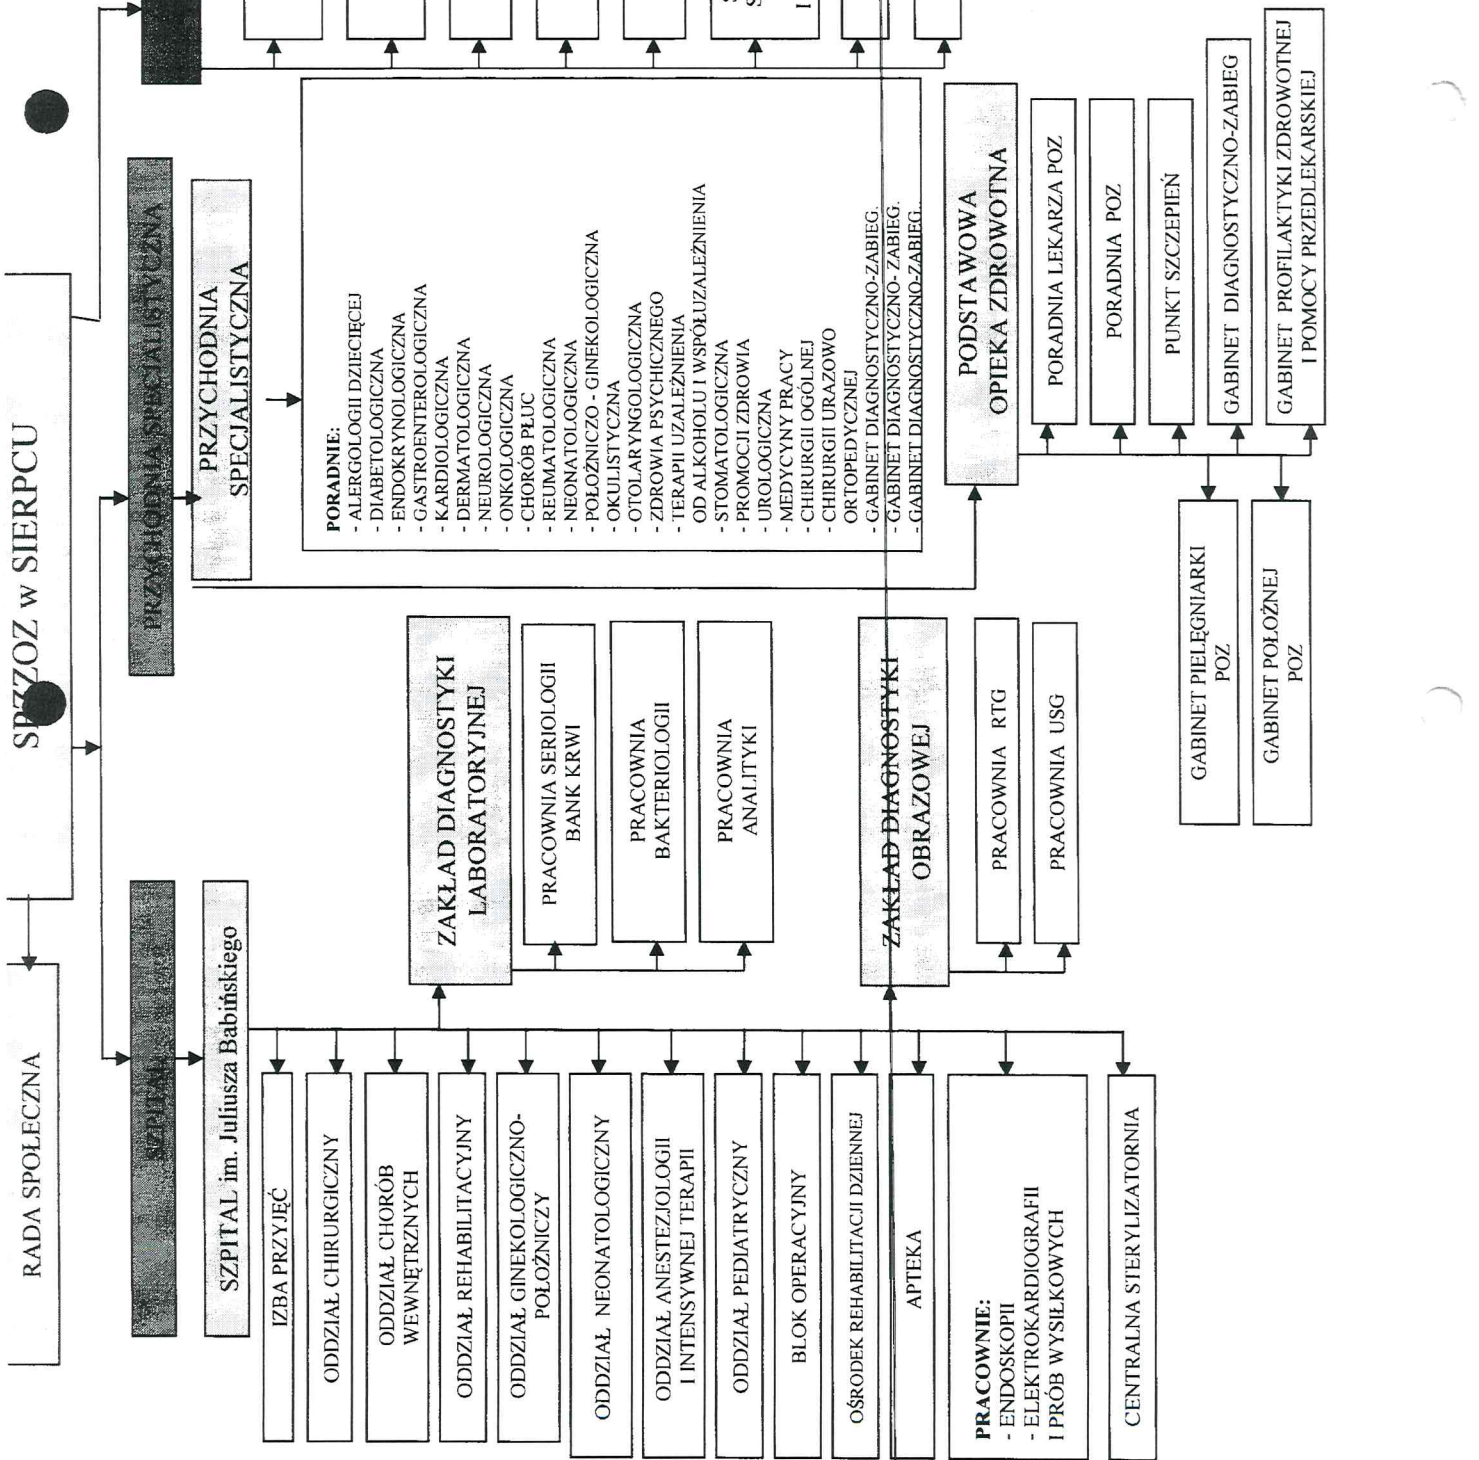 SPZZOZ w SIERPCU
RADA SPOŁECZNA
SZPITAL
SZPITAL im. Juliusza Babińskiego
IZBA PRZYJĘĆ
ODDZIAŁ CHIRURGICZNY
ODDZIAŁ CHORÓB
WEWNĘTRZNYCH
ODDZIAŁ REHABILITACYJNY
ODDZIAŁ GINEKOLOGICZNO-
POŁOŻNICZY
ODDZIAŁ NEONATOLOGICZNY
ODDZIAŁ ANESTEZJOLOGII
I INTENSYWNEJ TERAPII
ODDZIAŁ PEDIATRYCZNY
BLOK OPERACYJNY
OŚRODEK REHABILITACJI DZIENNEJ
APTEKA
PRACOWNIE:
- ENDOSKOPII
- ELEKTROKARDIOGRAFII
I PRÓB WYSIŁKOWYCH
CENTRALNA STERYLIZATORNIA
ZAKŁAD DIAGNOSTYKI
LABORATORYJNEJ
PRACOWNIA SERIOLOGII
BANK KRWI
PRACOWNIA
BAKTERIOLOGII
PRACOWNIA
ANALITYKI
ZAKŁAD DIAGNOSTYKI
OBRAZOWEJ
PRACOWNIA RTG
PRACOWNIA USG
PRZYCHODNIA SPECJALISTYCZNA
PRZYCHODNIA
SPECJALISTYCZNA
PORADNIE:
- ALERGOLOGII DZIECIĘCEJ
- DIABETOLOGICZNA
- ENDOKRYNOLOGICZNA
- GASTROENTEROLOGICZNA
- KARDIOLOGICZNA
- DERMATOLOGICZNA
- NEUROLOGICZNA
- ONKOLOGICZNA
- CHORÓB PŁUC
- REUMATOLOGICZNA
- NEONATOLOGICZNA
- POŁOŻNICZO - GINEKOLOGICZNA
- OKULISTYCZNA
- OTOLARYNGOLOGICZNA
- ZDROWIA PSYCHICZNEGO
- TERAPII UZALEŻNIENIA
OD ALKOHOLU I WSPÓŁUZALEŻNIENIA
- STOMATOLOGICZNA
- PROMOCJI ZDROWIA
- UROLOGICZNA
- MEDYCYNY PRACY
- CHIRURGII OGÓLNEJ
- CHIRURGII URAZOWO
ORTOPEDYCZNEJ
- GABINET DIAGNOSTYCZNO-ZABIEG.
- GABINET DIAGNOSTYCZNO- ZABIEG.
- GABINET DIAGNOSTYCZNO-ZABIEG.
PODSTAWOWA
OPIEKA ZDROWOTNA
PORADNIA LEKARZA POZ
PORADNIA POZ
PUNKT SZCZEPIEŃ
GABINET DIAGNOSTYCZNO-ZABIEG
GABINET PROFILAKTYKI ZDROWOTNEJ
I POMOCY PRZEDLEKARSKIEJ
GABINET PIELĘGNIARKI
POZ
GABINET POŁOŻNEJ
POZ